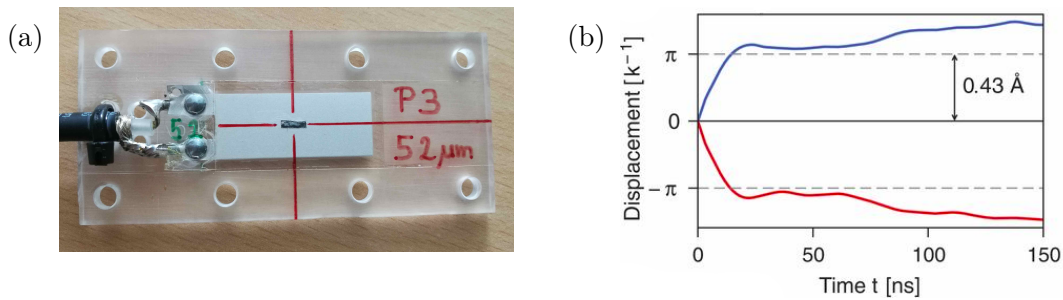 (a)
52
P3
52μm
(b)
Displacement [k⁻¹]
π
0
−π
0.43 Å
0
50
100
150
Time t [ns]